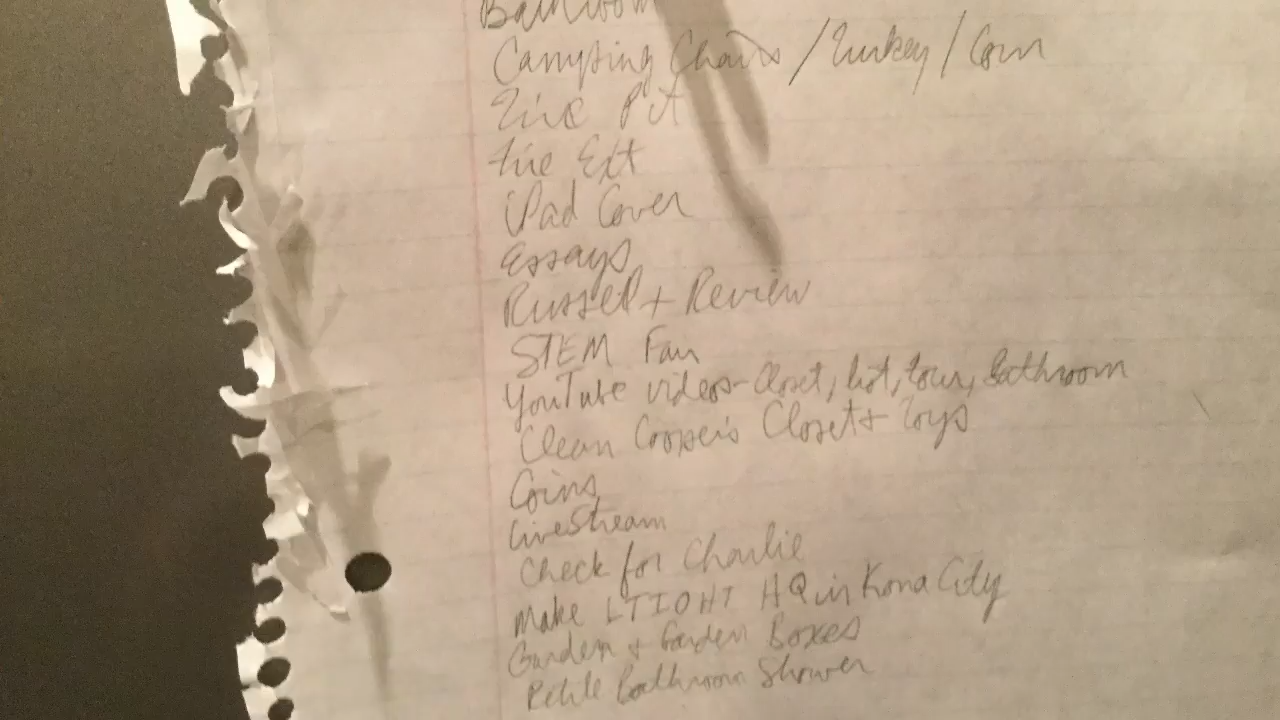 Bathroom
Camping Chairs / Turkey / Corn
Fire Pit
Fire Ext
iPad Cover
Essays
Russell + Review
STEM Fair
YouTube videos - Closet, list, tour, Bathroom
Clean Cooper's Closet + Toys
Coins
Livestream
Check for Charlie
Make LTIOHT HQ in Kona City
Garden + Garden Boxes
Retile Bathroom Shower